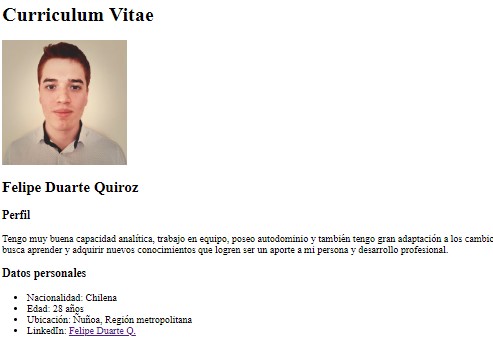 Curriculum Vitae
Felipe Duarte Quiroz
Perfil
Tengo muy buena capacidad analítica, trabajo en equipo, poseo autodominio y también tengo gran adaptación a los cambio
busca aprender y adquirir nuevos conocimientos que logren ser un aporte a mi persona y desarrollo profesional.
Datos personales
• Nacionalidad: Chilena
• Edad: 28 años
• Ubicación: Ñuñoa, Región metropolitana
• LinkedIn: Felipe Duarte Q.